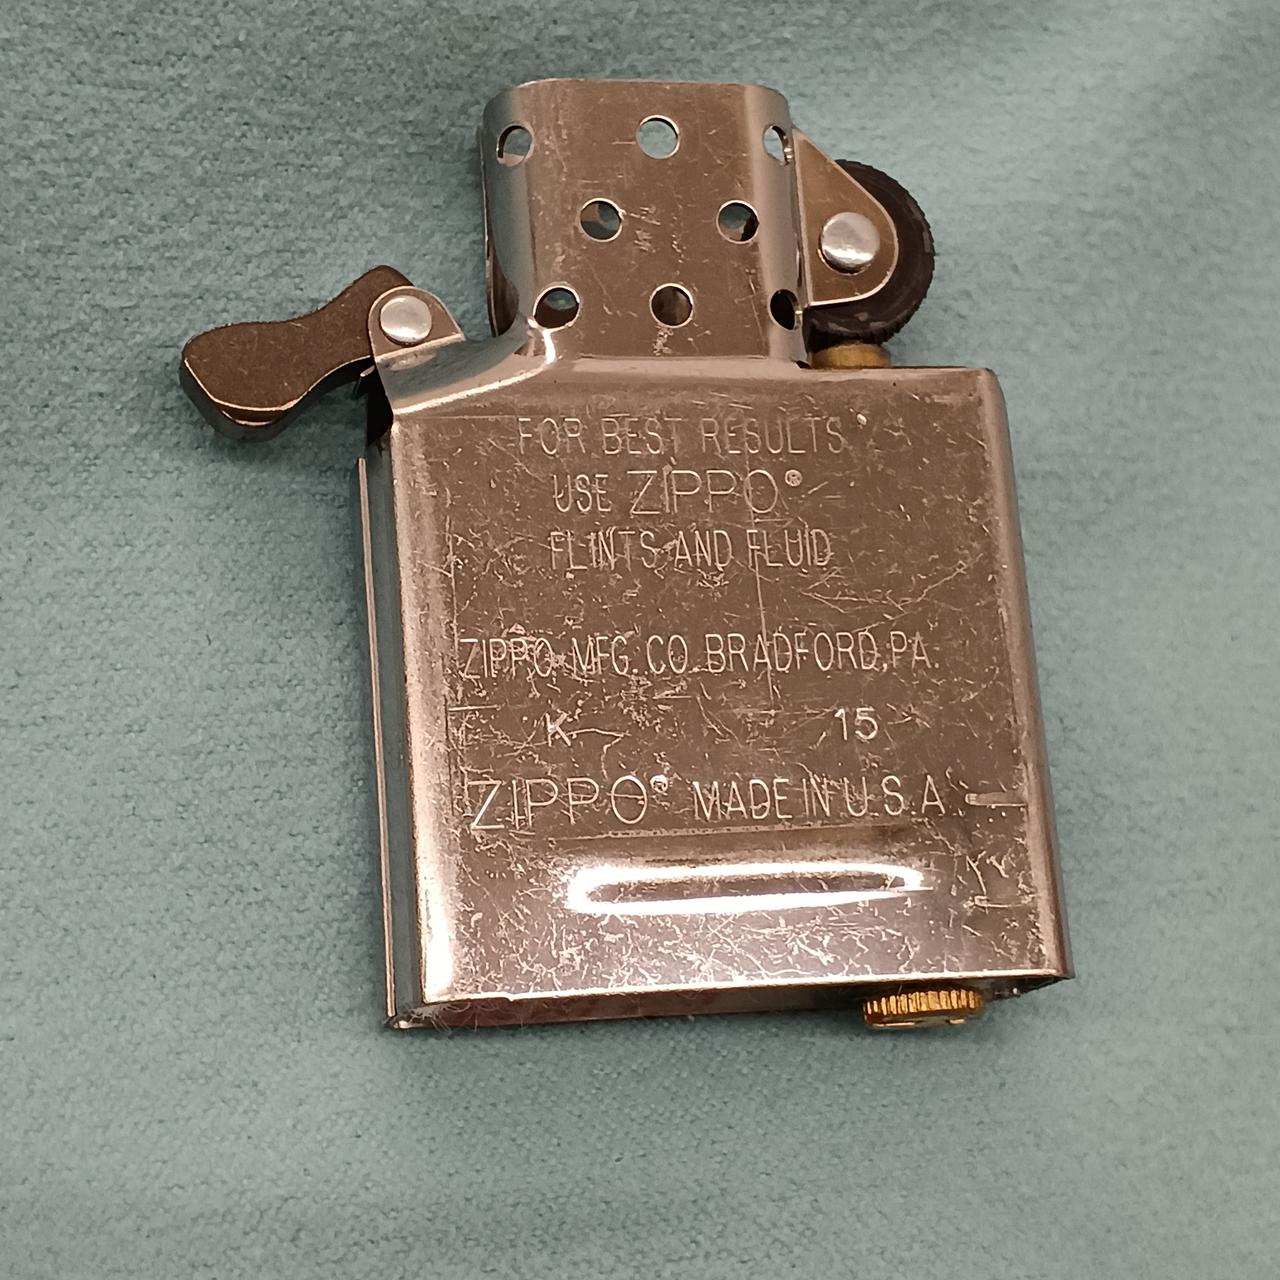 FOR BEST RESULTS
USE ZIPPO®
FLINTS AND FLUID
ZIPPO MFG. CO. BRADFORD, PA.
K 15
ZIPPO® MADE IN U.S.A